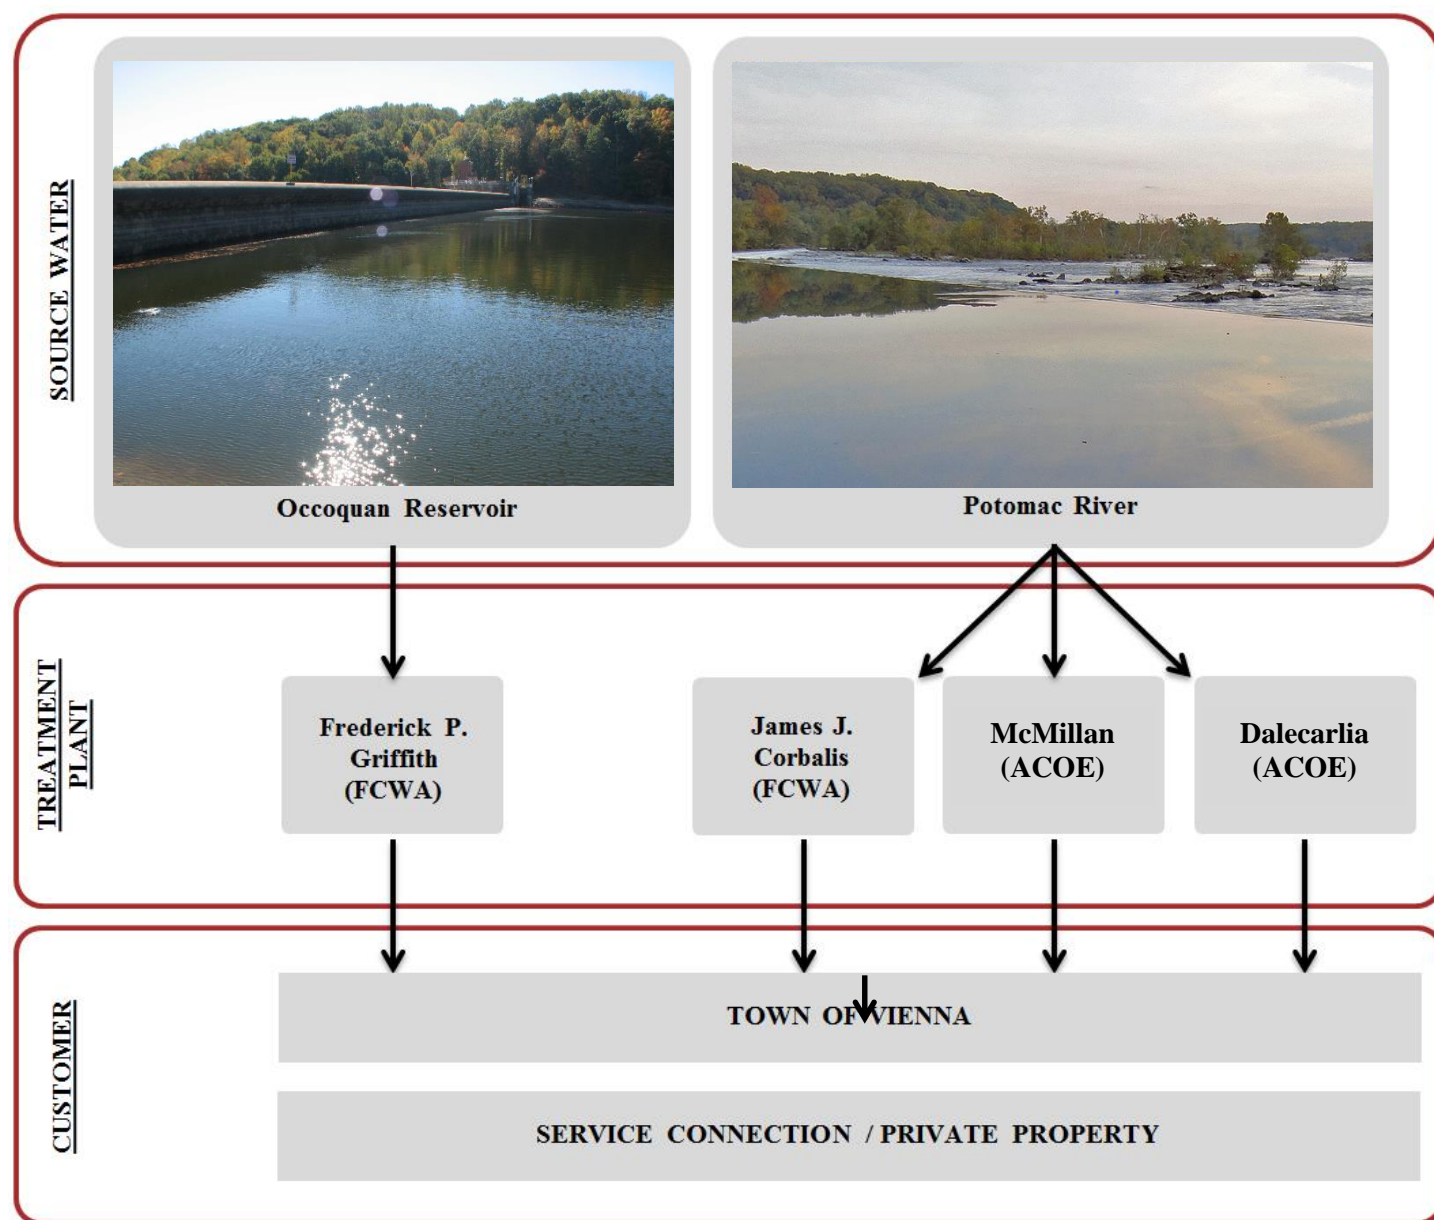 SOURCE WATER
Occoquan Reservoir
Potomac River
TREATMENT
PLANT
Frederick P.
Griffith
(FCWA)
James J.
Corbalis
(FCWA)
McMillan
(ACOE)
Dalecarlia
(ACOE)
CUSTOMER
TOWN OF VIENNA
SERVICE CONNECTION / PRIVATE PROPERTY